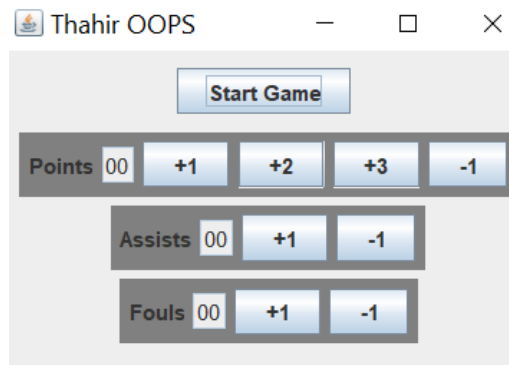 Thahir OOPS
Start Game
Points 00 +1 +2 +3 -1
Assists 00 +1 -1
Fouls 00 +1 -1